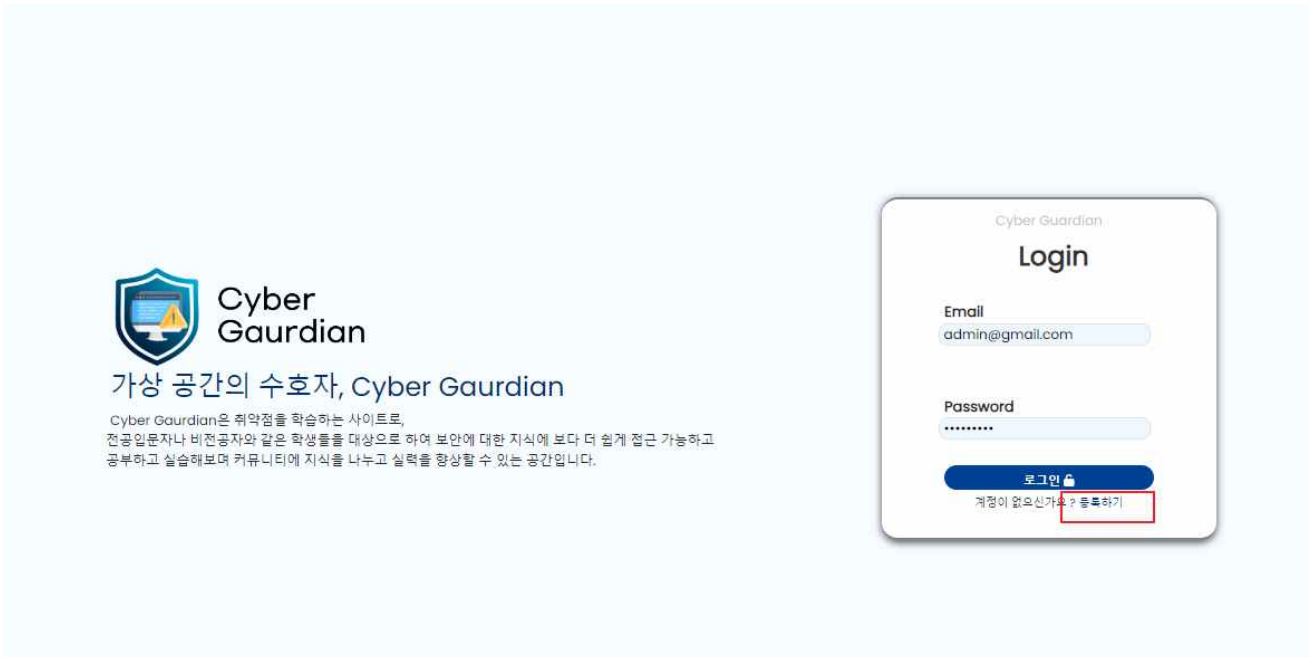 Cyber
Gaurdian
가상 공간의 수호자, Cyber Gaurdian
Cyber Gaurdian은 취약점을 학습하는 사이트로,
전공입문자나 비전공자와 같은 학생들을 대상으로 하여 보안에 대한 지식에 보다 더 쉽게 접근 가능하고
공부하고 실습해보며 커뮤니티에 지식을 나누고 실력을 향상할 수 있는 공간입니다.
Cyber Guardian
Login
Email
admin@gmail.com
Password
•••••••••
로그인
계정이 없으신가요 ? 등록하기